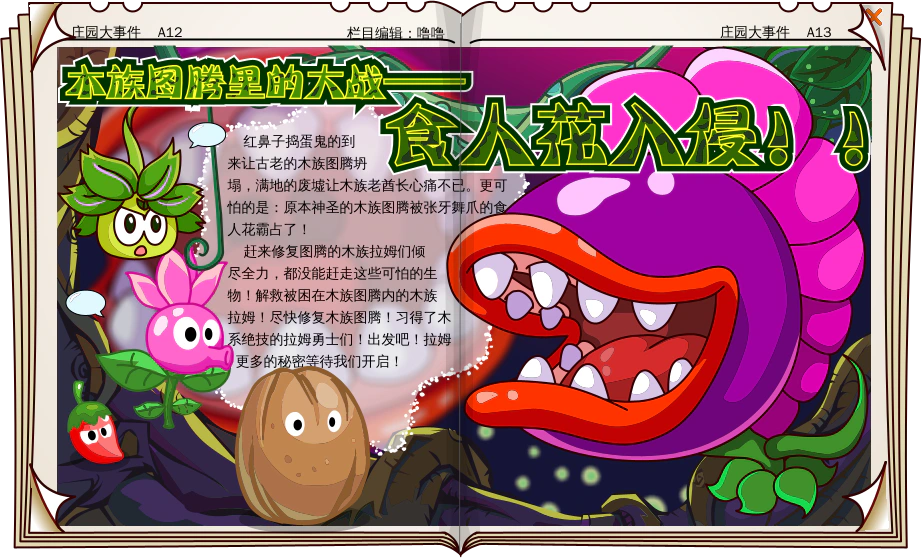 庄园大事件 A12
栏目编辑：噜噜
庄园大事件 A13
木族图腾里的大战——
食人花入侵！！
红鼻子捣蛋鬼的到
来让古老的木族图腾坍
塌，满地的废墟让木族老酋长心痛不已。更可
怕的是：原本神圣的木族图腾被张牙舞爪的食
人花霸占了！
赶来修复图腾的木族拉姆们倾
尽全力，都没能赶走这些可怕的生
物！解救被困在木族图腾内的木族
拉姆！尽快修复木族图腾！习得了木
系绝技的拉姆勇士们！出发吧！拉姆
更多的秘密等待我们开启！